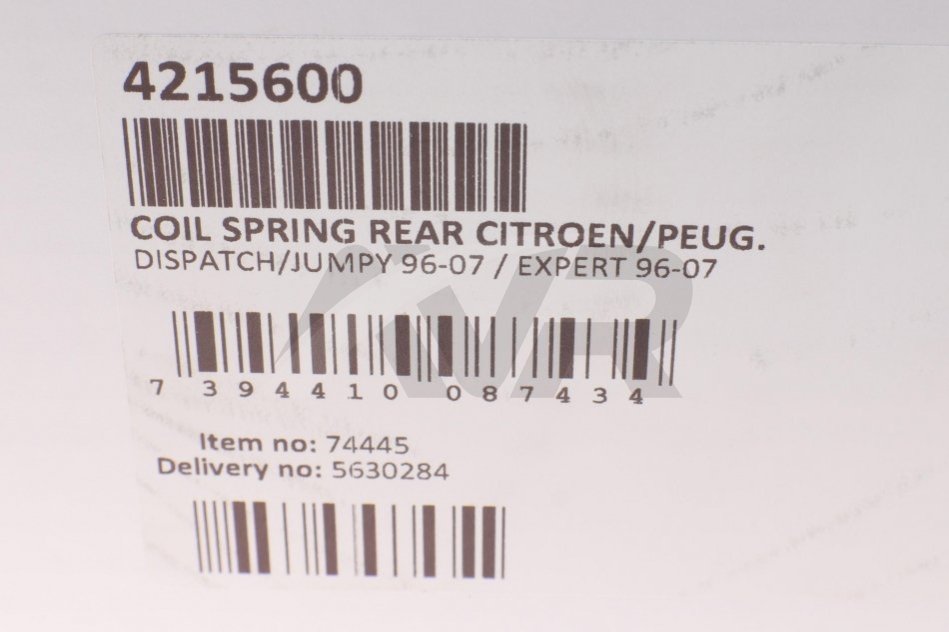 4215600
COIL SPRING REAR CITROEN/PEUG.
DISPATCH/JUMPY 96-07 / EXPERT 96-07
7 394410 087434
Item no: 74445
Delivery no: 5630284